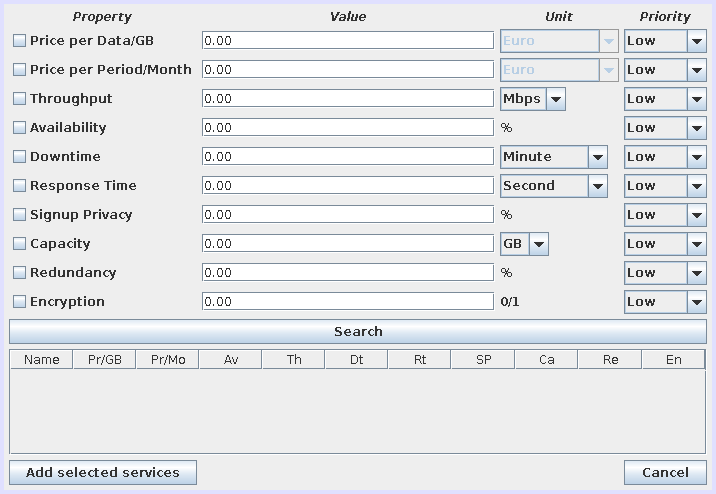 Property Value Unit Priority
Price per Data/GB 0.00 Euro Low
Price per Period/Month 0.00 Euro Low
Throughput 0.00 Mbps Low
Availability 0.00 % Low
Downtime 0.00 Minute Low
Response Time 0.00 Second Low
Signup Privacy 0.00 % Low
Capacity 0.00 GB Low
Redundancy 0.00 % Low
Encryption 0.00 0/1 Low
Search
Name Pr/GB Pr/Mo Av Th Dt Rt SP Ca Re En
Add selected services Cancel